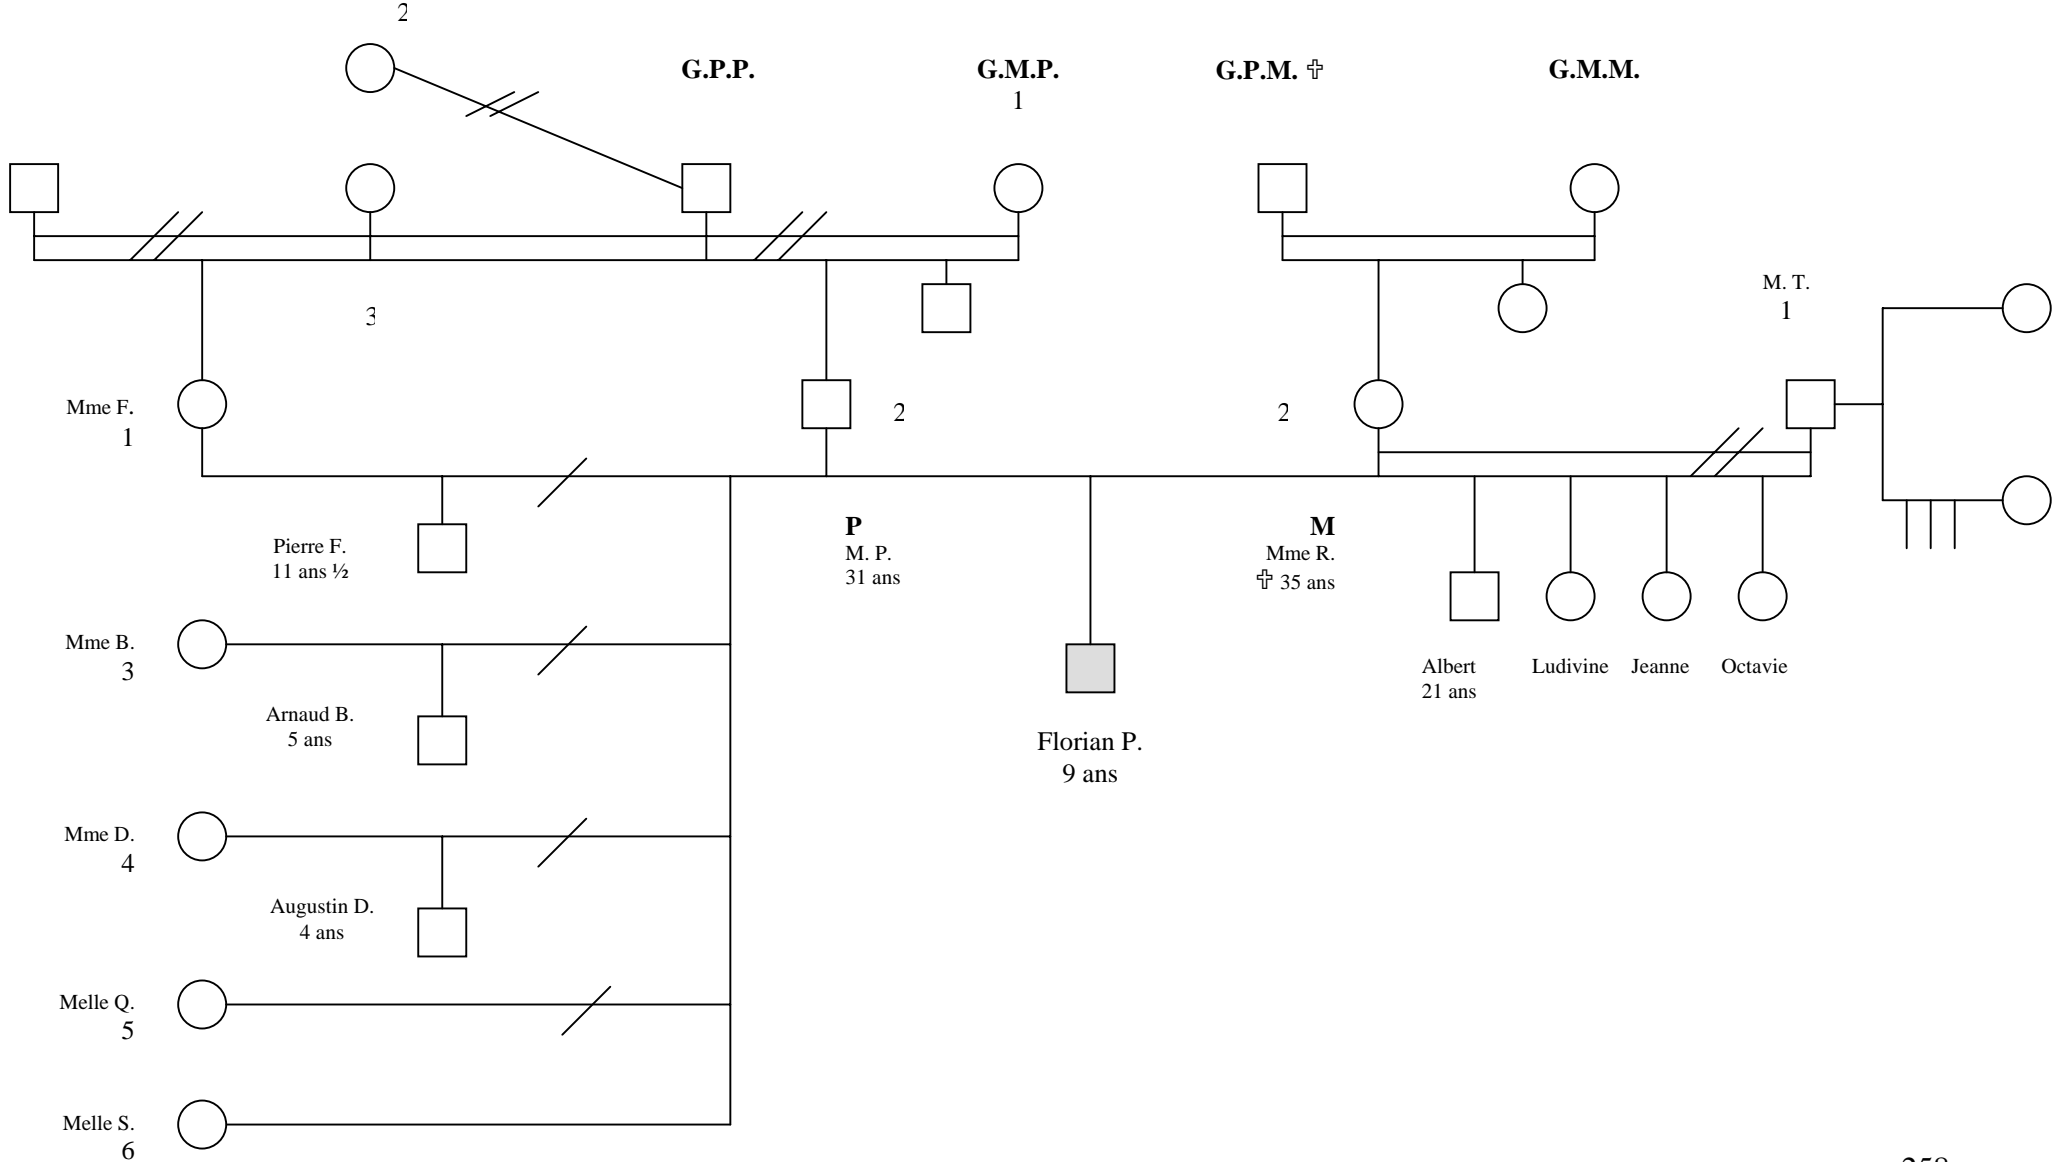 2
G.P.P.
G.M.P.
1
G.P.M. ✞
G.M.M.
M. T.
1
3
Mme F.
1
2
2
Pierre F.
11 ans ½
P
M. P.
31 ans
M
Mme R.
✞ 35 ans
Mme B.
3
Albert
21 ans
Ludivine
Jeanne
Octavie
Arnaud B.
5 ans
Florian P.
9 ans
Mme D.
4
Augustin D.
4 ans
Melle Q.
5
Melle S.
6
258